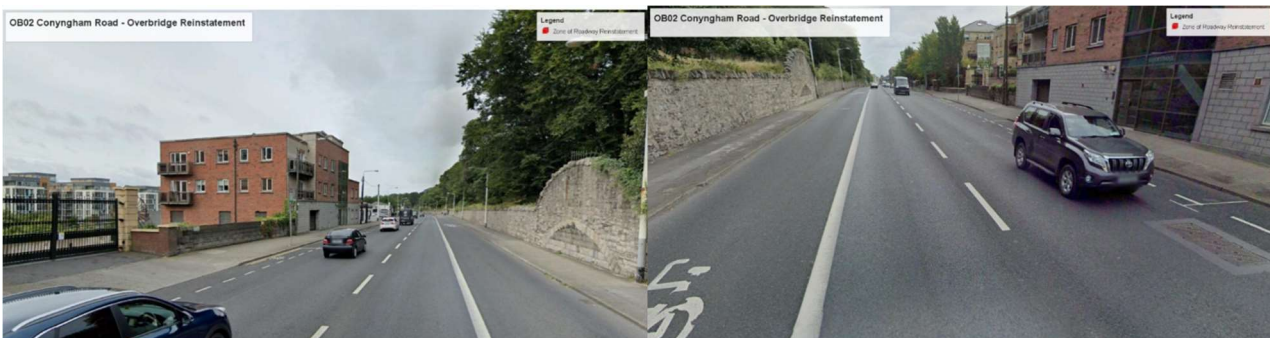 OB02 Conyngham Road - Overbridge Reinstatement
Legend
Zone of Roadway Reinstatement
OB02 Conyngham Road - Overbridge Reinstatement
Legend
Zone of Roadway Reinstatement